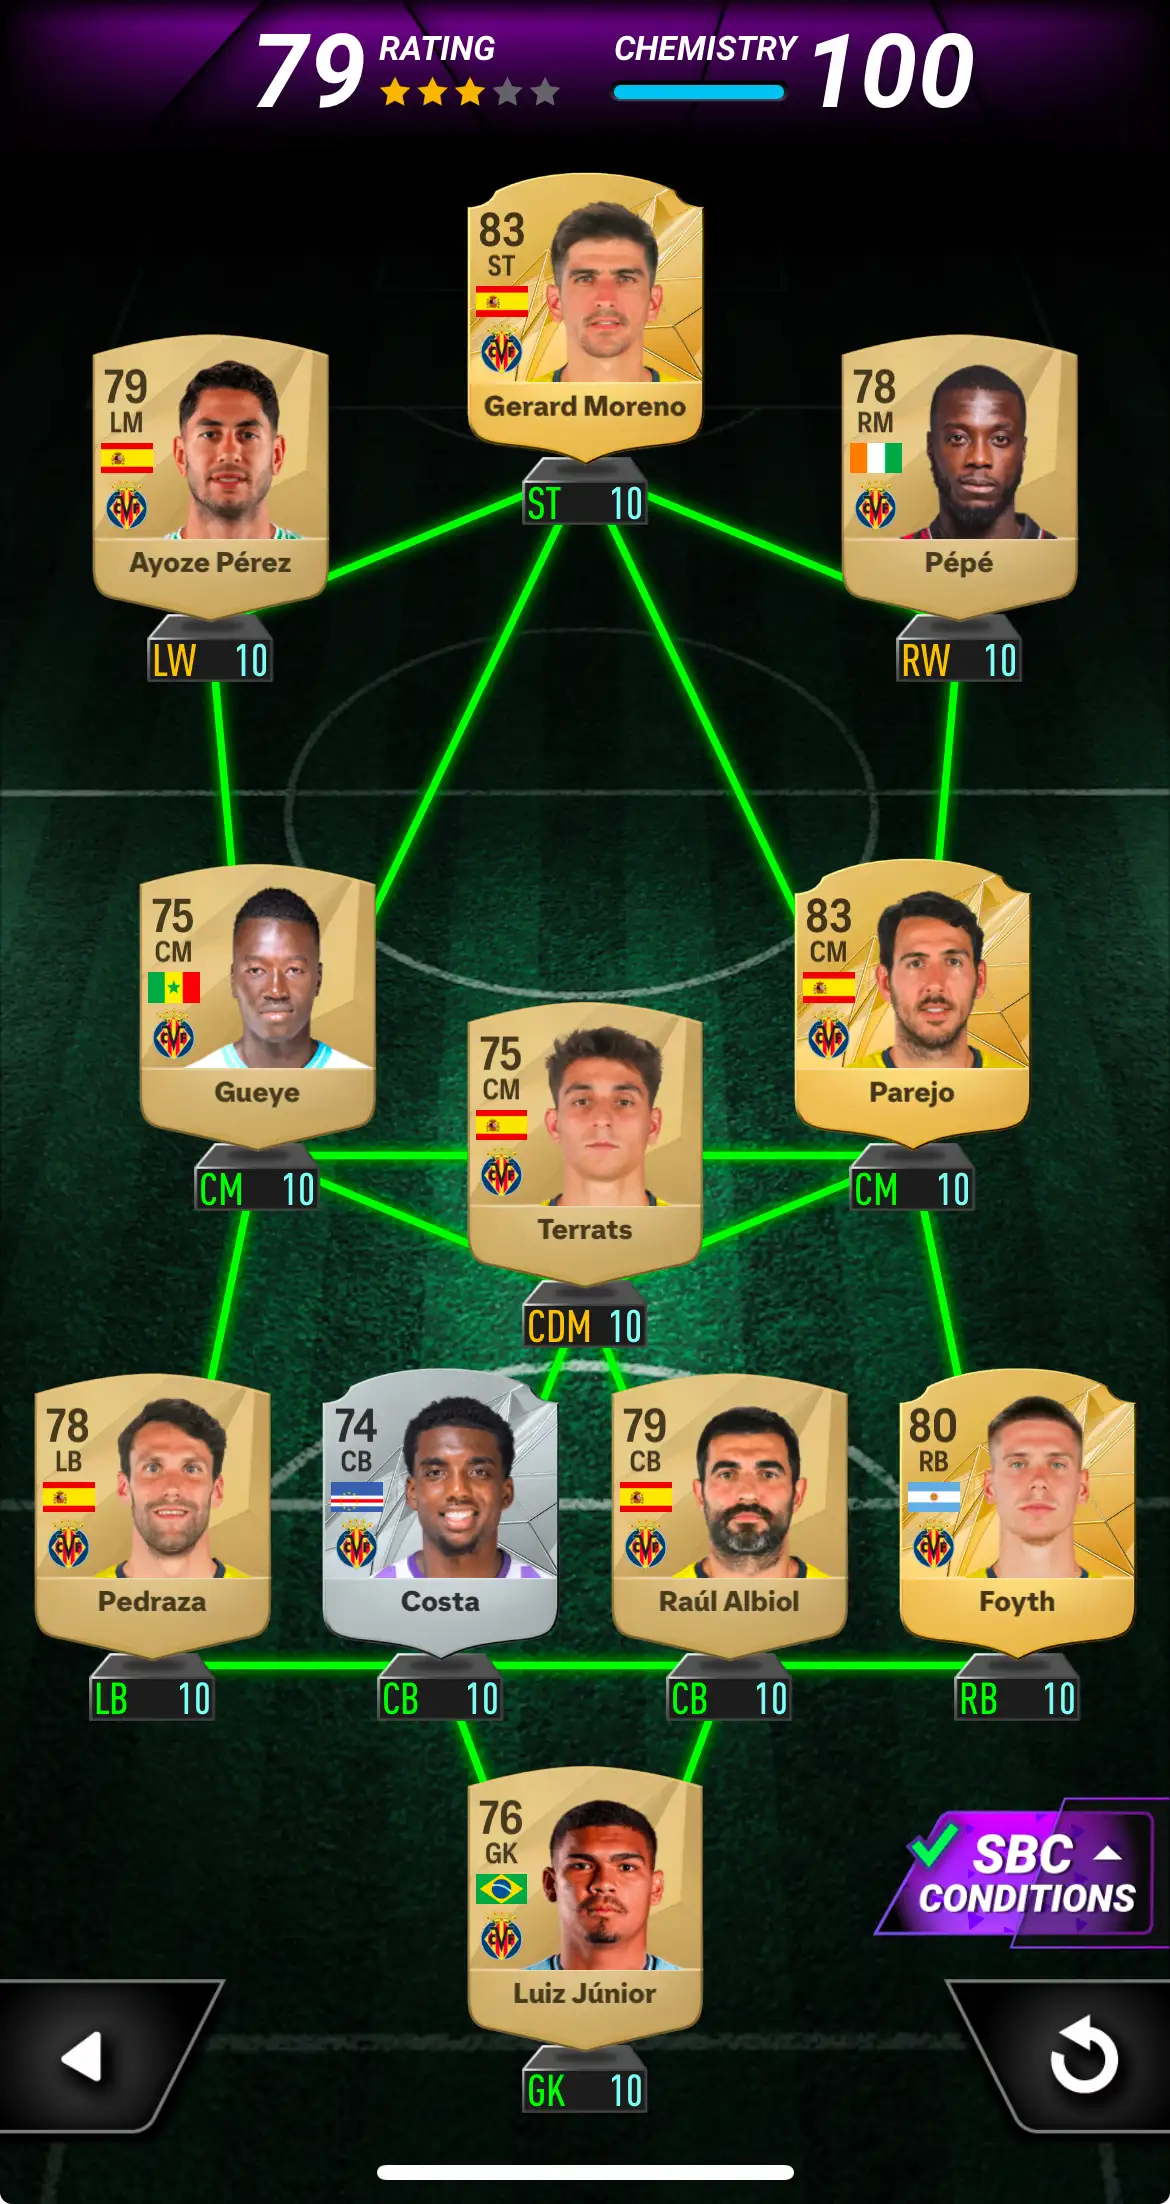 79 RATING CHEMISTRY 100
83
ST
Gerard Moreno
ST 10
79
LM
Ayoze Pérez
LW 10
78
RM
Pépé
RW 10
75
CM
Gueye
CM 10
75
CM
Terrats
CDM 10
83
CM
Parejo
CM 10
78
LB
Pedraza
LB 10
74
CB
Costa
CB 10
79
CB
Raúl Albiol
CB 10
80
RB
Foyth
RB 10
76
GK
Luiz Júnior
GK 10
SBC
CONDITIONS